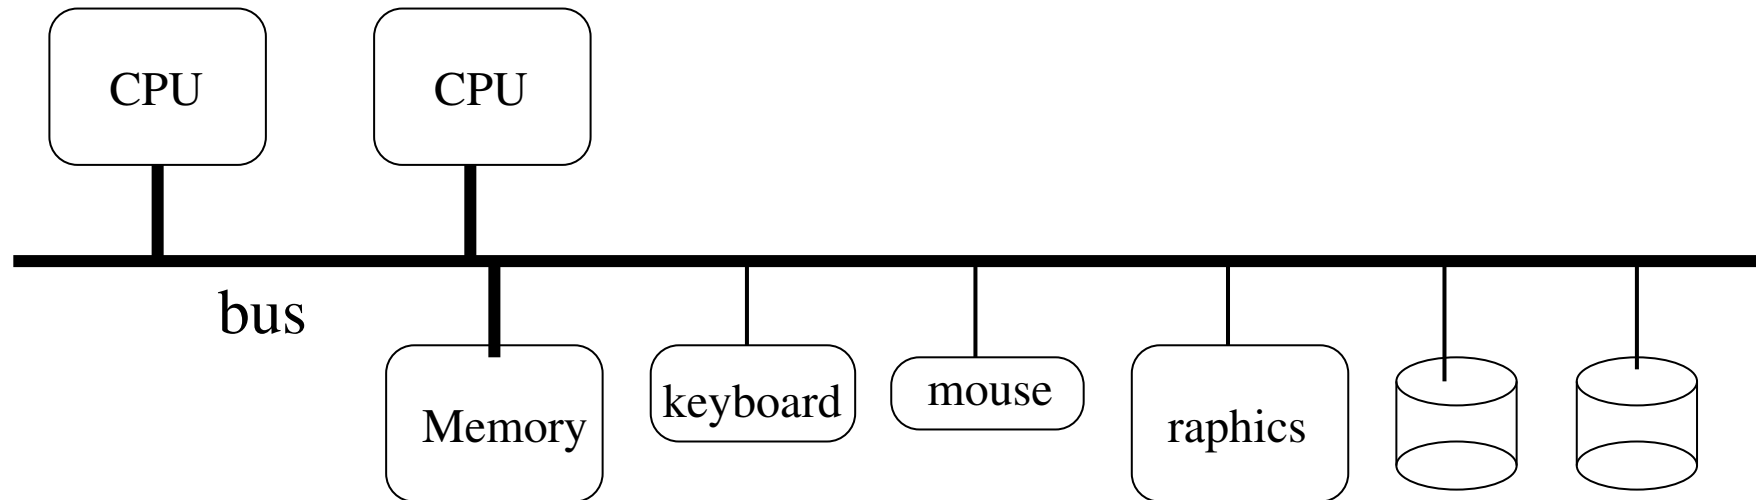 CPU
CPU
bus
Memory
keyboard
mouse
raphics